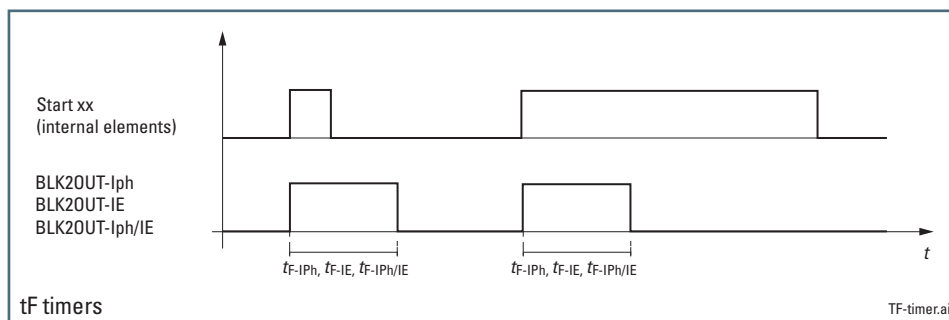 Start xx
(internal elements)
BLK2OUT-Iph
BLK2OUT-IE
BLK2OUT-Iph/IE
t
tF-IPh, tF-IE, tF-IPh/IE
tF-IPh, tF-IE, tF-IPh/IE
tF timers
TF-timer.ai